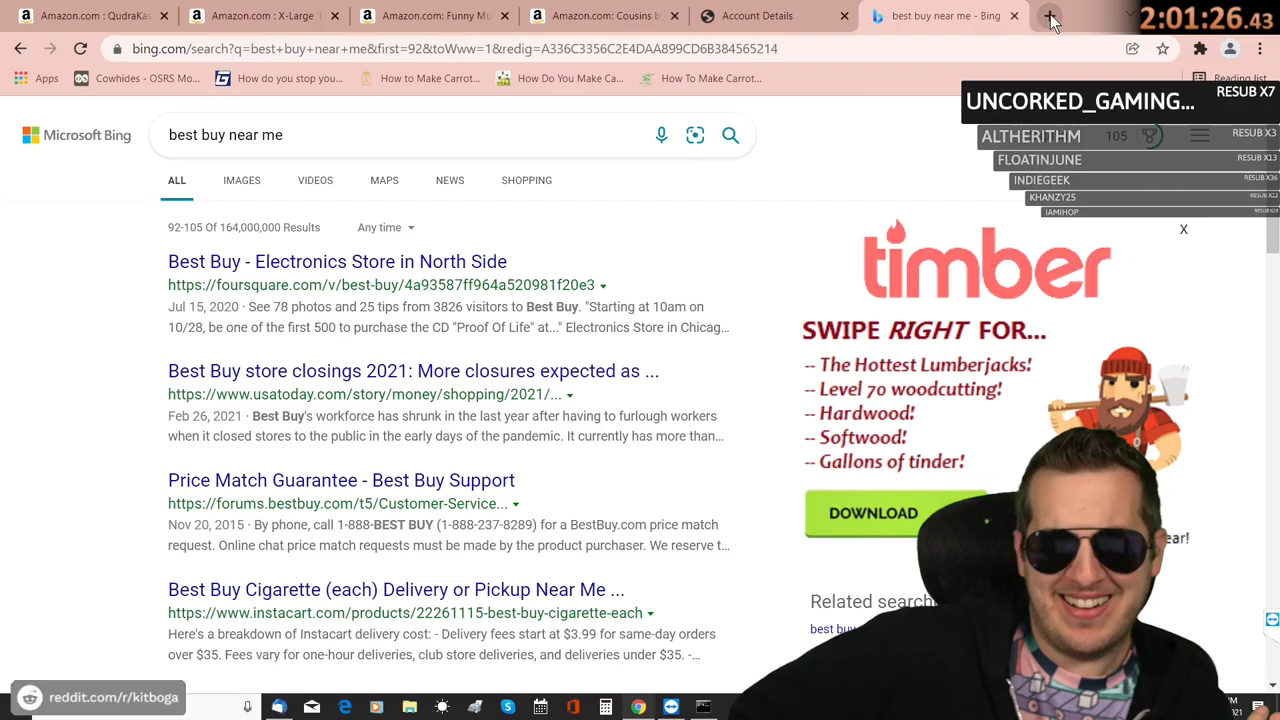 Amazon.com : QudraKas
Amazon.com : X-Large "
Amazon.com: Funny Mu
Amazon.com: Cousins by
Account Details
best buy near me - Bing
2:01:26.43
bing.com/search?q=best+buy+near+me&first=92&toWww=1&redig=A336C3356C2E4DAA899CD6B384565214
Apps
Cowhides - OSRS Mo...
How do you stop you...
How to Make Carrot...
How Do You Make Ca...
How To Make Carrot...
Reading list
UNCORKED_GAMING... RESUB X7
ALTHERITHM RESUB X3
FLOATINJUNE RESUB X13
INDIEGEEK RESUB X36
KHANZY25 RESUB X12
IAMIHOP
105
Microsoft Bing
best buy near me
ALL IMAGES VIDEOS MAPS NEWS SHOPPING
92-105 Of 164,000,000 Results Any time
Best Buy - Electronics Store in North Side
https://foursquare.com/v/best-buy/4a93587ff964a520981f20e3
Jul 15, 2020 · See 78 photos and 25 tips from 3826 visitors to Best Buy. "Starting at 10am on
10/28, be one of the first 500 to purchase the CD "Proof Of Life" at..." Electronics Store in Chicag...
Best Buy store closings 2021: More closures expected as ...
https://www.usatoday.com/story/money/shopping/2021/...
Feb 26, 2021 · Best Buy's workforce has shrunk in the last year after having to furlough workers
when it closed stores to the public in the early days of the pandemic. It currently has more than...
Price Match Guarantee - Best Buy Support
https://forums.bestbuy.com/t5/Customer-Service...
Nov 20, 2015 · By phone, call 1-888-BEST BUY (1-888-237-8289) for a BestBuy.com price match
request. Online chat price match requests must be made by the product purchaser. We reserve t...
Best Buy Cigarette (each) Delivery or Pickup Near Me ...
https://www.instacart.com/products/22261115-best-buy-cigarette-each
Here's a breakdown of Instacart delivery cost: - Delivery fees start at $3.99 for same-day orders
over $35. Fees vary for one-hour deliveries, club store deliveries, and deliveries under $35. -...
X
timber
SWIPE RIGHT FOR...
-- The Hottest Lumberjacks!
-- Level 70 woodcutting!
-- Hardwood!
-- Softwood!
-- Gallons of tinder!
DOWNLOAD
ear!
Related search
best buy
reddit.com/r/kitboga